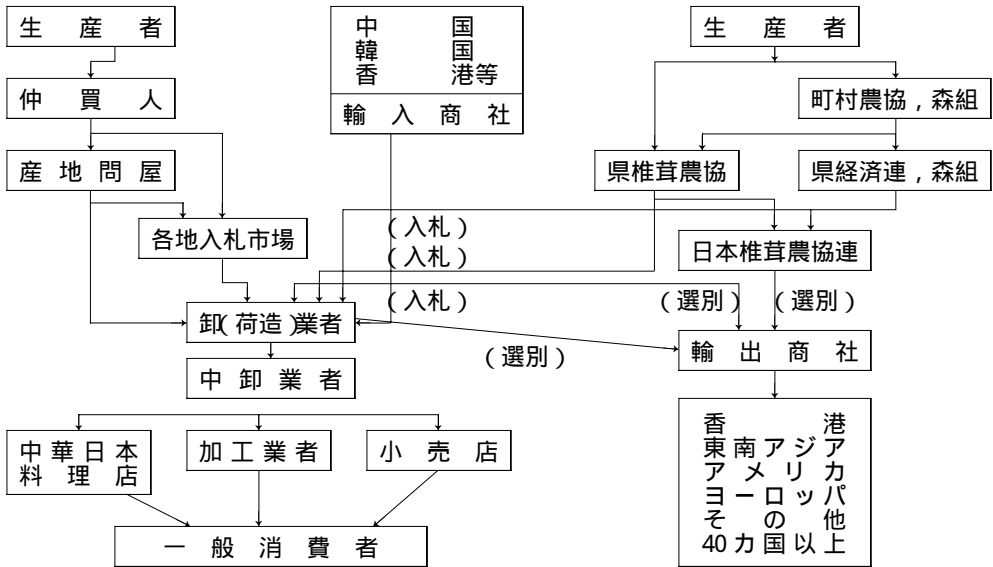 生産者
中国
韓国
香港等
輸入商社
生産者
仲買人
町村農協，森組
産地問屋
県椎茸農協
県経済連，森組
各地入札市場
（入札）
（入札）
日本椎茸農協連
（入札）
（選別）
（選別）
卸（荷造）業者
（選別）
輸出商社
中卸業者
中華日本
料理店
加工業者
小売店
香港
東南アジア
アメリカ
ヨーロッパ
その他
40カ国以上
一般消費者